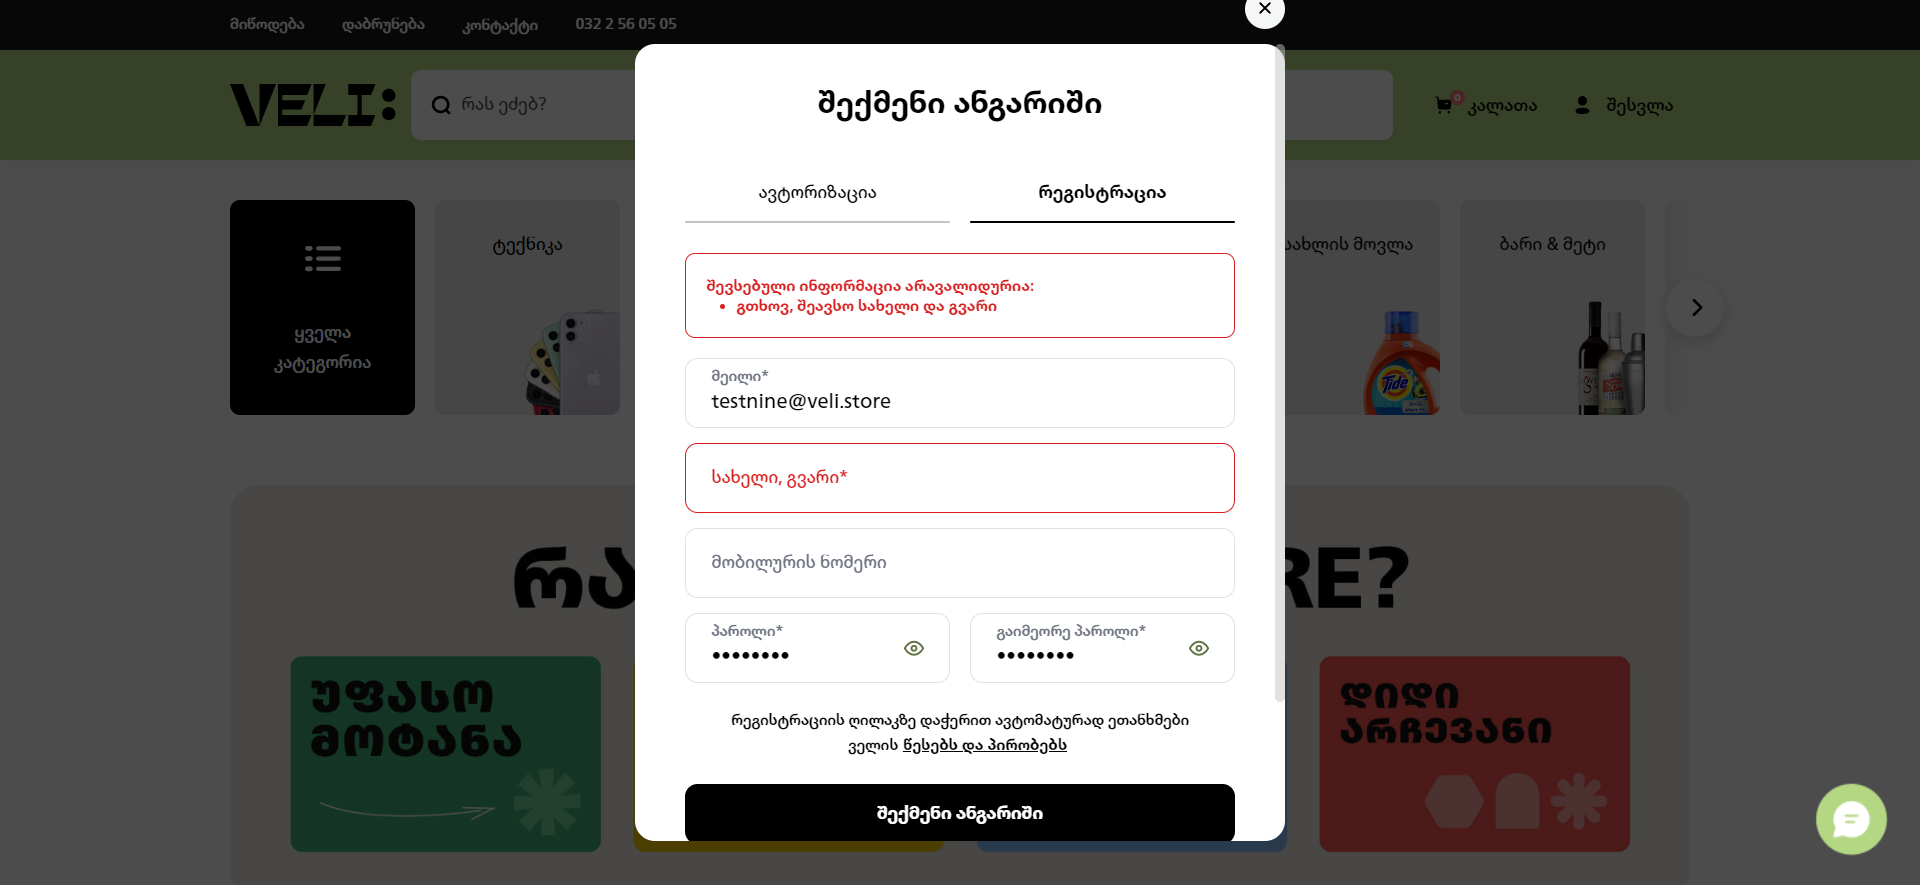 მიწოდება
დაბრუნება
კონტაქტი
032 2 56 05 05
VELI:
რას ეძებ?
0
კალათა
შესვლა
ყველა
კატეგორია
ტექნიკა
სახლის მოვლა
Tide
ბარი & მეტი
შექმენი ანგარიში
ავტორიზაცია
რეგისტრაცია
შევსებული ინფორმაცია არავალიდურია:
• გთხოვ, შეავსო სახელი და გვარი
მეილი*
testnine@veli.store
სახელი, გვარი*
მობილურის ნომერი
პაროლი*
••••••••
გაიმეორე პაროლი*
••••••••
რეგისტრაციის ღილაკზე დაჭერით ავტომატურად ეთანხმები
ველის წესებს და პირობებს
შექმენი ანგარიში
RE?
უფასო
მოტანა
დიდი
არჩევანი